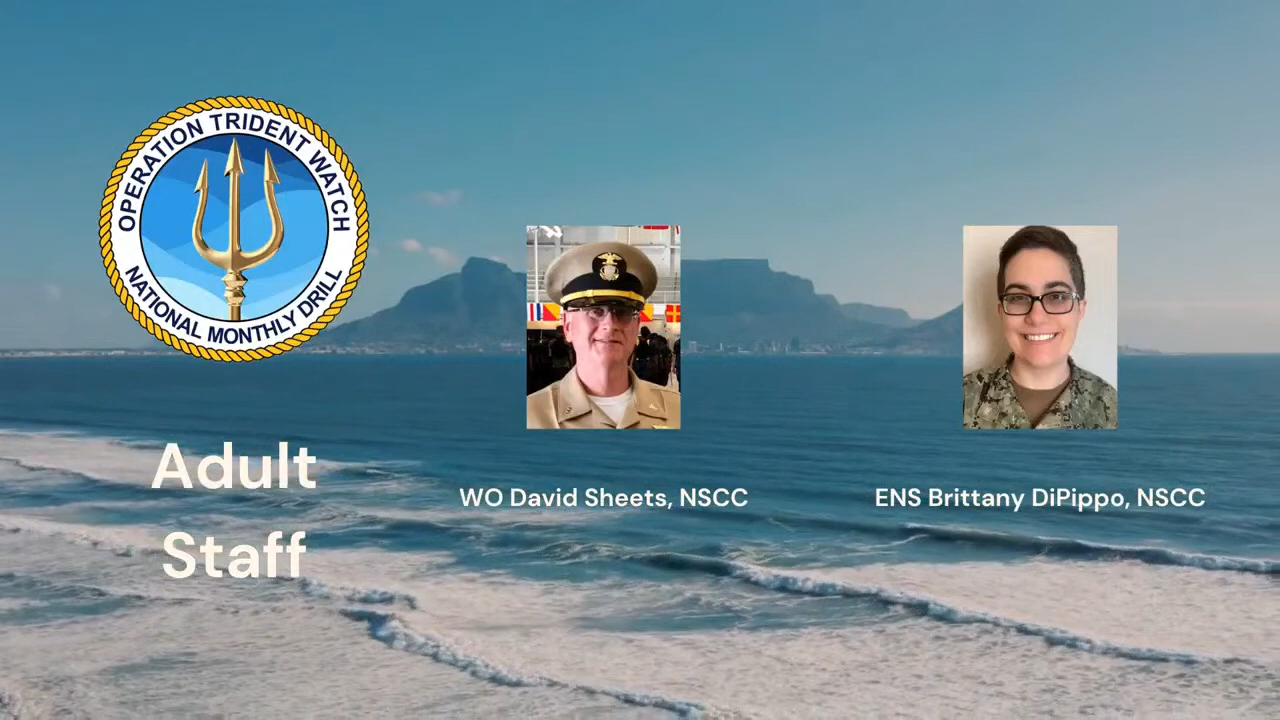 OPERATION TRIDENT WATCH
NATIONAL MONTHLY DRILL
Adult
Staff
WO David Sheets, NSCC
ENS Brittany DiPippo, NSCC